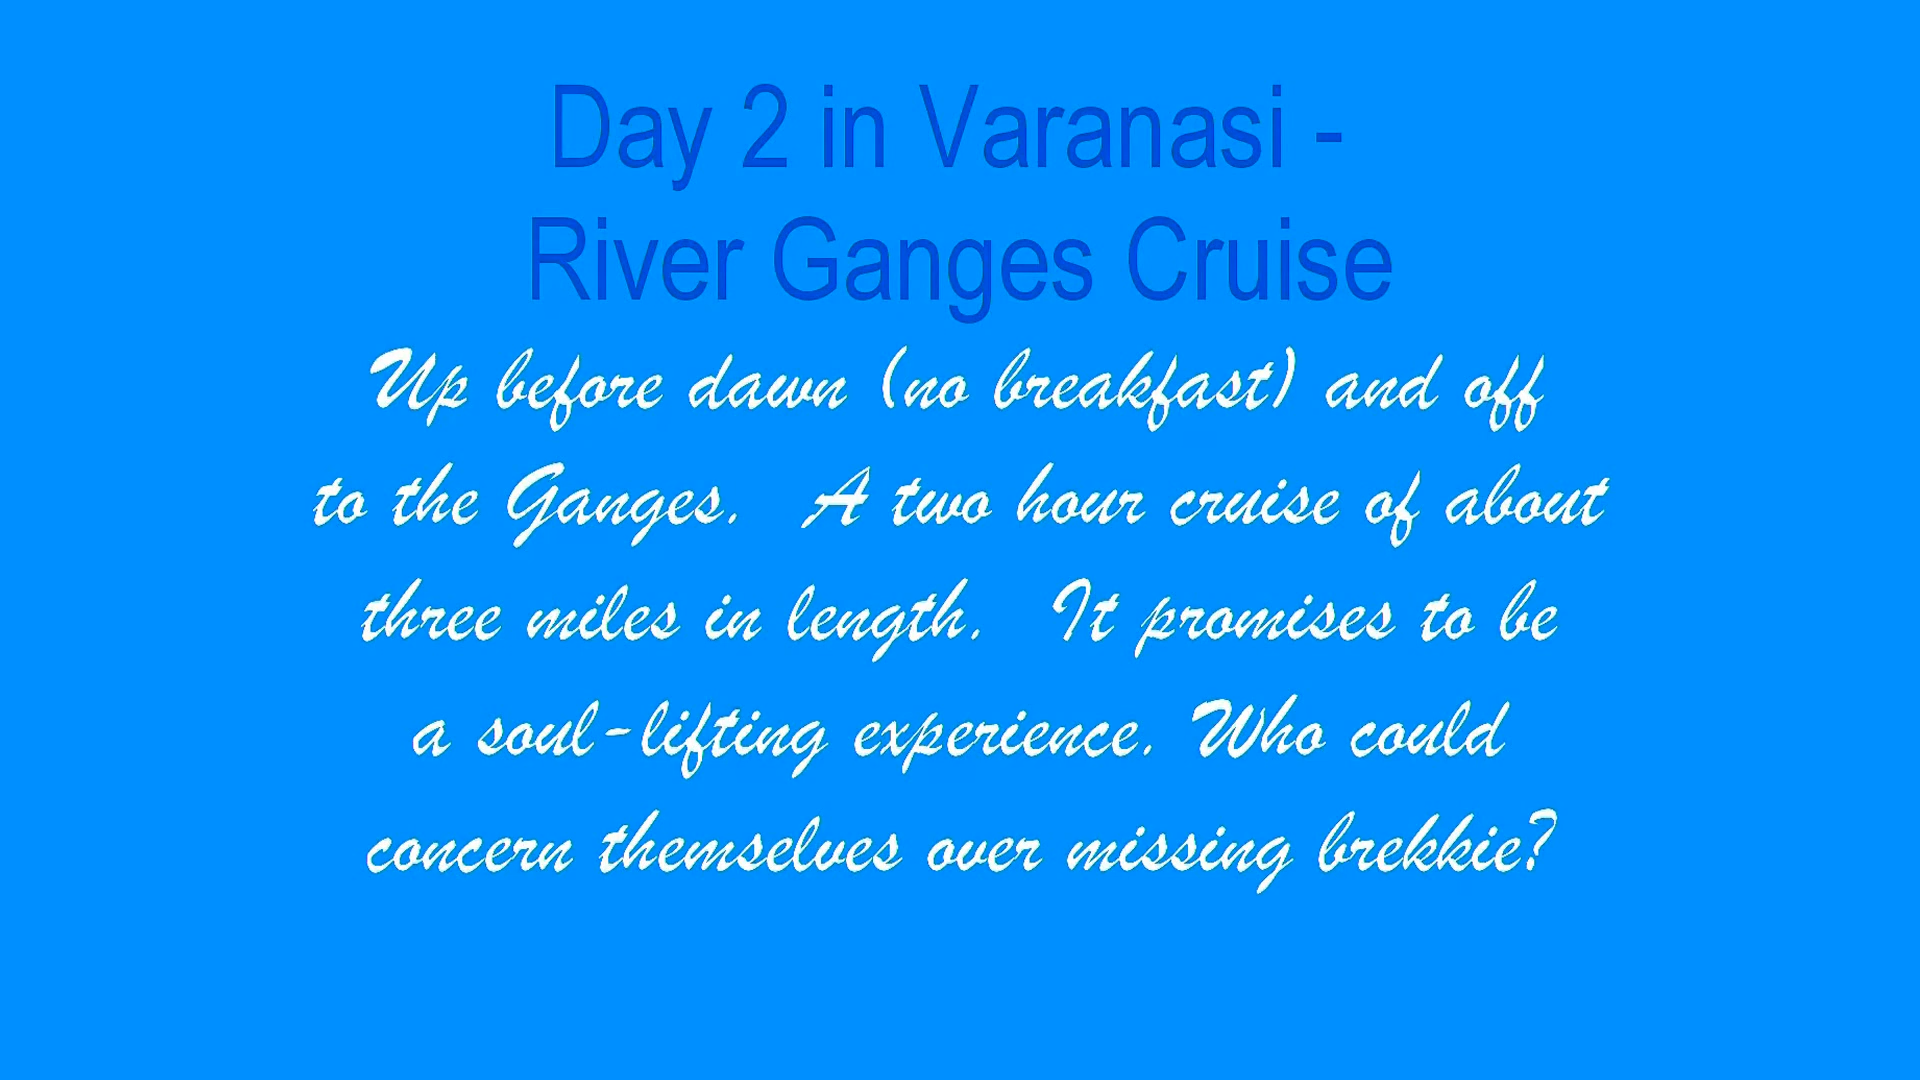 Day 2 in Varanasi -
River Ganges Cruise
Up before dawn (no breakfast) and off
to the Ganges.  A two hour cruise of about
three miles in length.  It promises to be
a soul-lifting experience. Who could
concern themselves over missing brekkie?